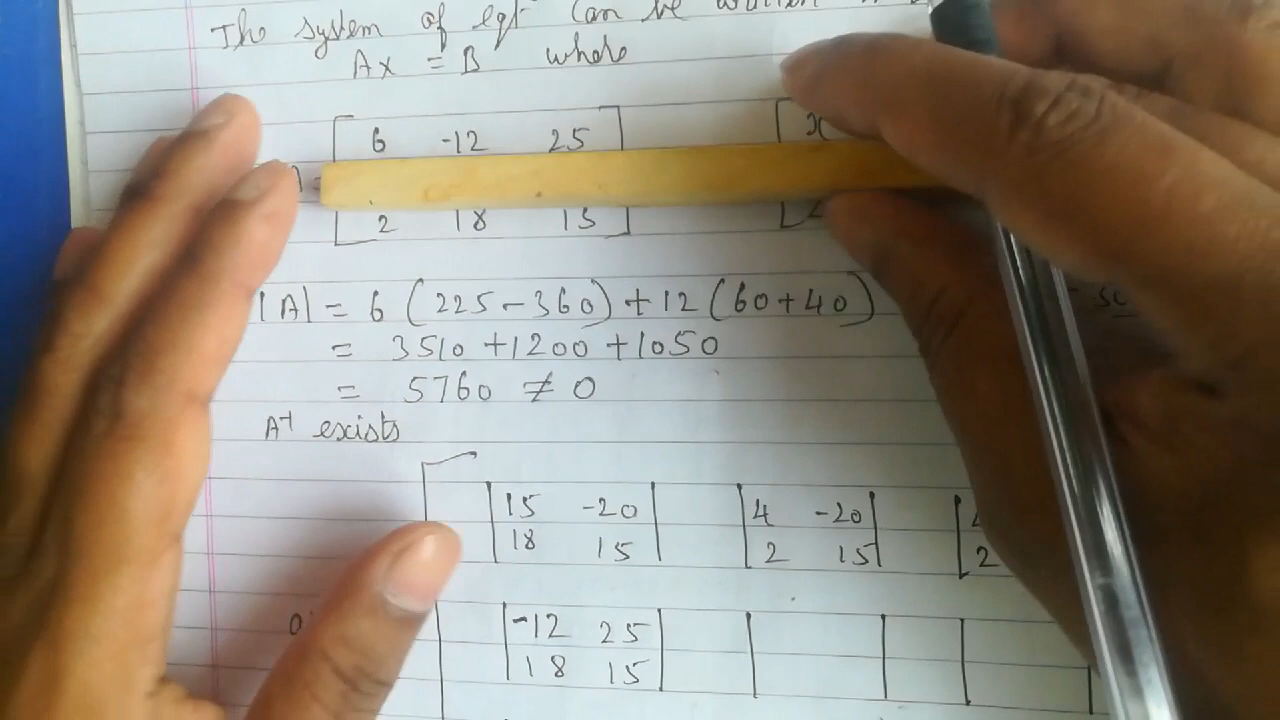 The system of eqt can be written
AX = B where
6 -12 25
x
2 18 15
|A| = 6 (225-360) + 12 (60+40)
= 3510 + 1200 + 1050
= 5760 ≠ 0
A⁻¹ exists
15 -20 4 -20
18 15 2 15 2
-12 25
18 15